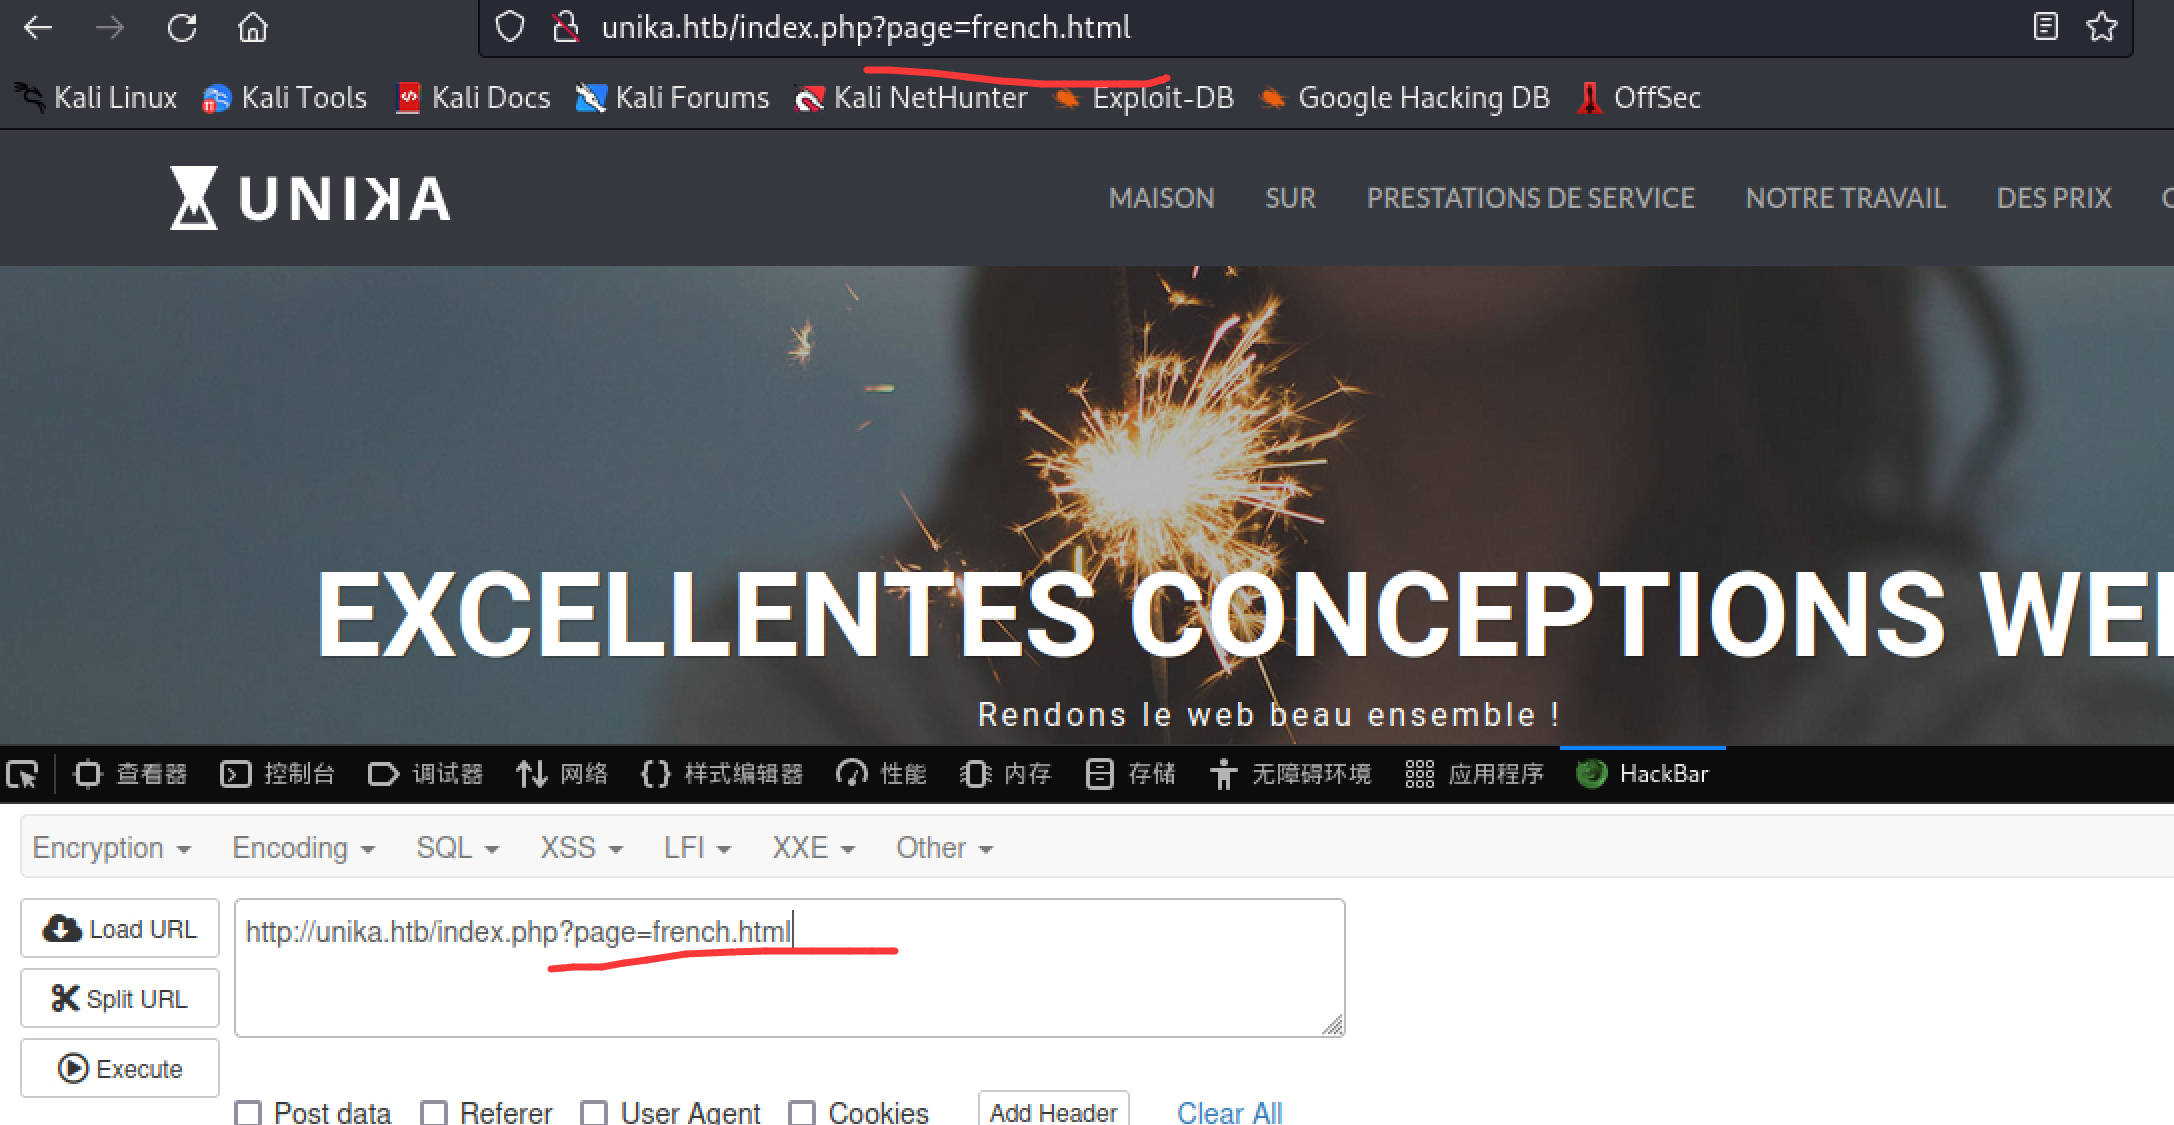 unika.htb/index.php?page=french.html
Kali Linux Kali Tools Kali Docs Kali Forums Kali NetHunter Exploit-DB Google Hacking DB OffSec
UNIKA MAISON SUR PRESTATIONS DE SERVICE NOTRE TRAVAIL DES PRIX
EXCELLENTES CONCEPTIONS WE
Rendons le web beau ensemble !
查看器 控制台 调试器 网络 样式编辑器 性能 内存 存储 无障碍环境 应用程序 HackBar
Encryption Encoding SQL XSS LFI XXE Other
Load URL http://unika.htb/index.php?page=french.html
Split URL
Execute
Post data Referer User Agent Cookies Add Header Clear All